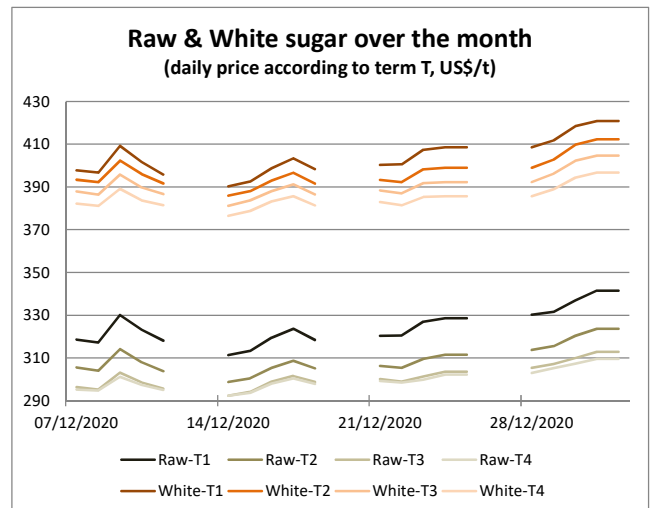 Raw & White sugar over the month
(daily price according to term T, US$/t)
430
410
390
370
350
330
310
290
07/12/2020 14/12/2020 21/12/2020 28/12/2020
Raw-T1 Raw-T2 Raw-T3 Raw-T4
White-T1 White-T2 White-T3 White-T4